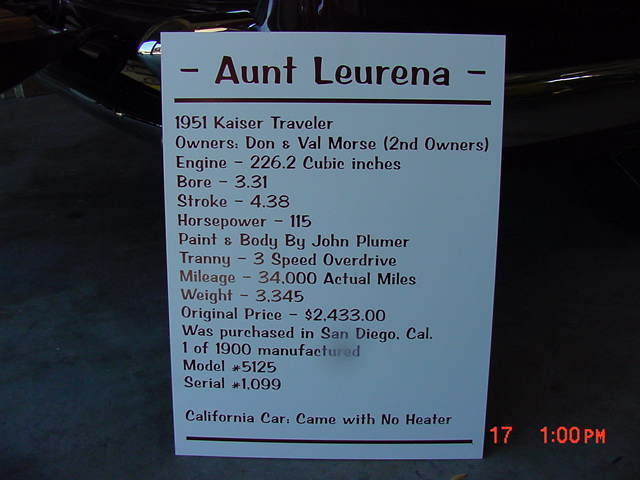 - Aunt Leurena -
1951 Kaiser Traveler
Owners: Don & Val Morse (2nd Owners)
Engine - 226.2 Cubic inches
Bore - 3.31
Stroke - 4.38
Horsepower - 115
Paint & Body By John Plumer
Tranny - 3 Speed Overdrive
Mileage - 34,000 Actual Miles
Weight - 3,345
Original Price - $2,433.00
Was purchased in San Diego, Cal.
1 of 1900 manufactured
Model #5125
Serial #1,099
California Car: Came with No Heater
17 1:00PM